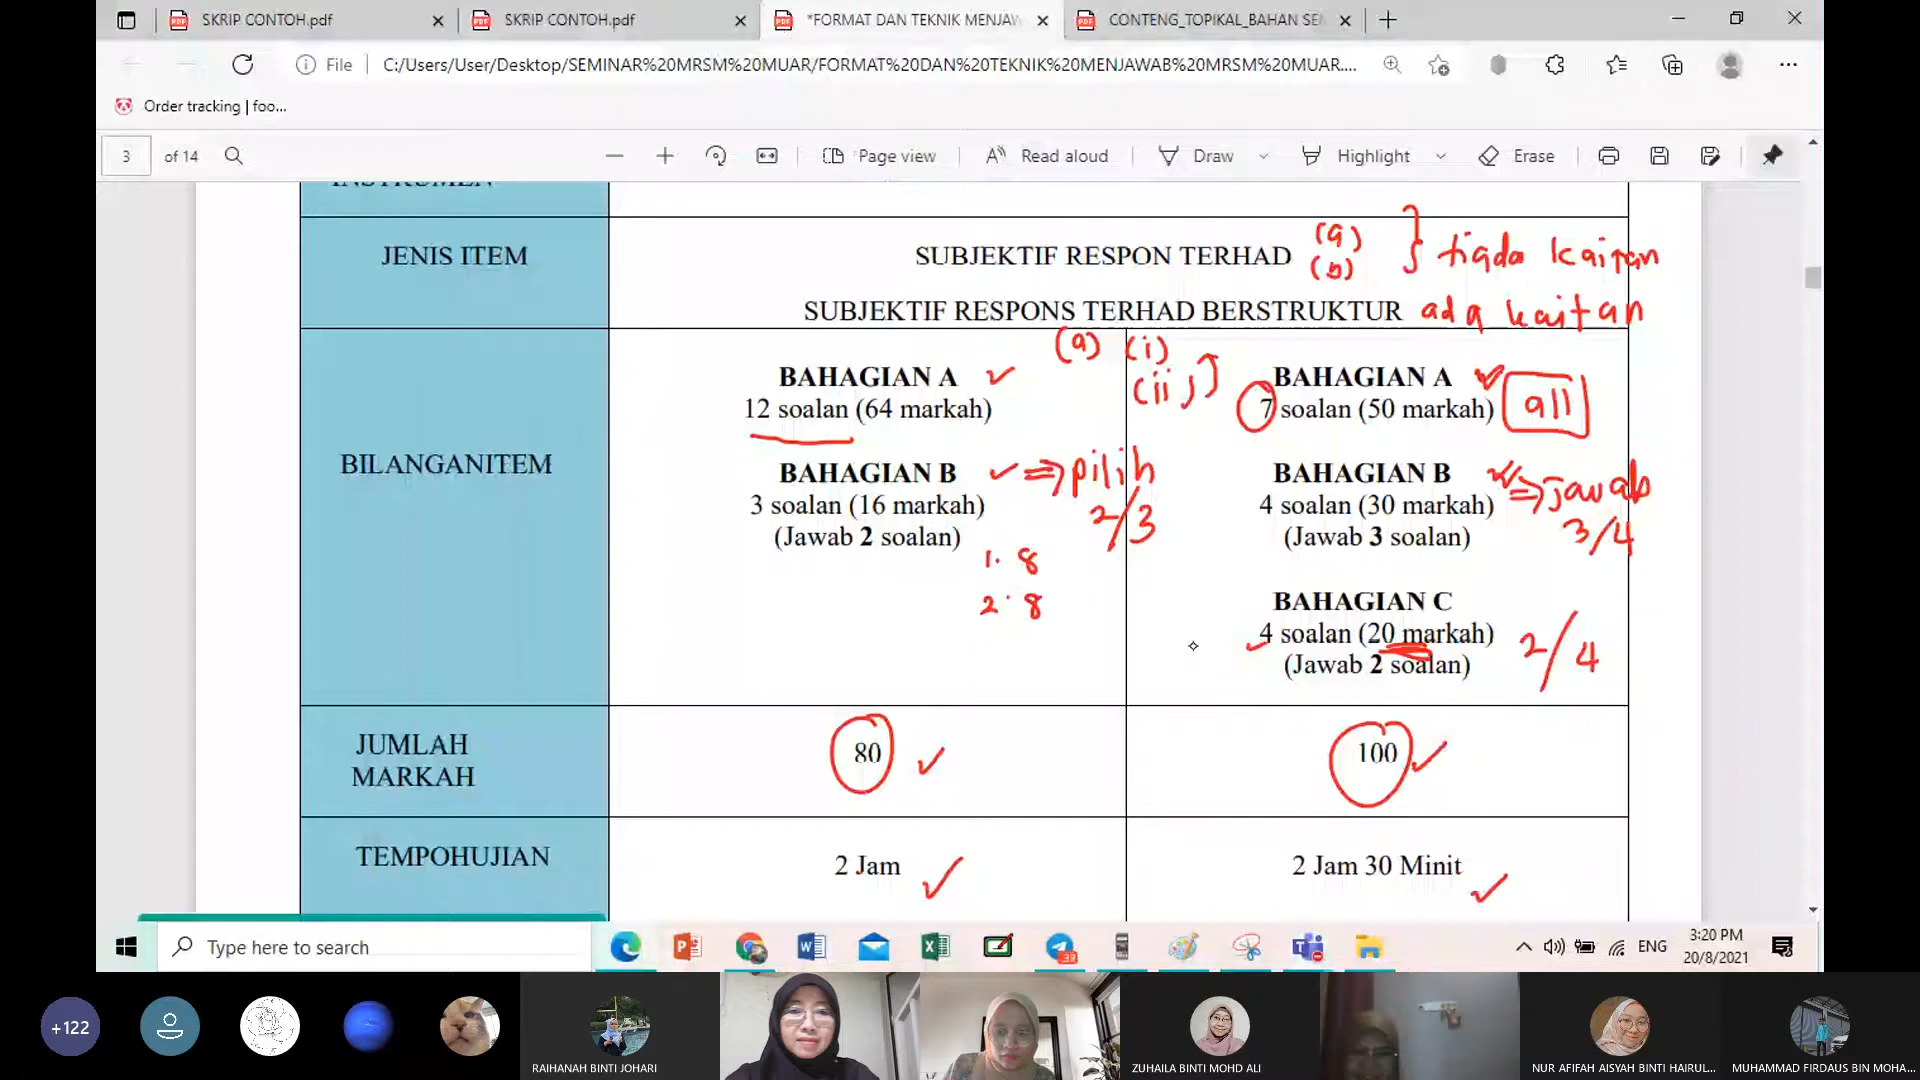 SKRIP CONTOH.pdf
SKRIP CONTOH.pdf
*FORMAT DAN TEKNIK MENJAW
CONTENG_TOPIKAL_BAHAN SE
File
C:/Users/User/Desktop/SEMINAR%20MRSM%20MUAR/FORMAT%20DAN%20TEKNIK%20MENJAWAB%20MRSM%20MUAR....
Order tracking | foo...
3 of 14
Page view
Read aloud
Draw
Highlight
Erase
INSTRUMEN
JENIS ITEM
SUBJEKTIF RESPON TERHAD
(a)
(b)
} tiada kaitan
SUBJEKTIF RESPONS TERHAD BERSTRUKTUR
ada kaitan
(a) (i)
(ii)
BILANGANITEM
BAHAGIAN A
12 soalan (64 markah)
BAHAGIAN B
3 soalan (16 markah)
(Jawab 2 soalan)
⇒ pilih
2/3
1. 8
2. 8
BAHAGIAN A
7 soalan (50 markah)
all
BAHAGIAN B
4 soalan (30 markah)
(Jawab 3 soalan)
⇒ jawab
3/4
BAHAGIAN C
4 soalan (20 markah)
(Jawab 2 soalan)
2/4
JUMLAH
MARKAH
80
100
TEMPOHUJIAN
2 Jam
2 Jam 30 Minit
Type here to search
33
ENG
3:20 PM
20/8/2021
+122
RAIHANAH BINTI JOHARI
ZUHAILA BINTI MOHD ALI
NUR AFIFAH AISYAH BINTI HAIRUL...
MUHAMMAD FIRDAUS BIN MOHA...